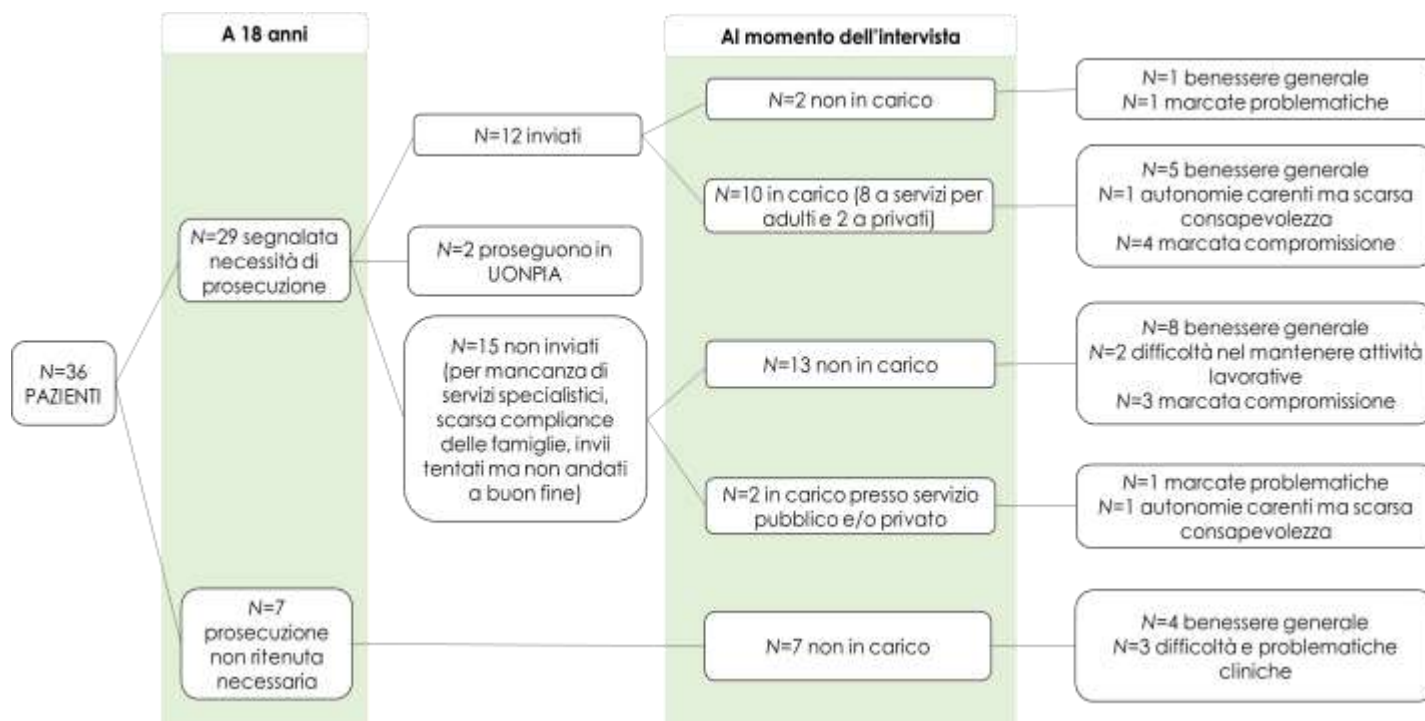 A 18 anni
Al momento dell'intervista
N=36
PAZIENTI
N=29 segnalata
necessità di
prosecuzione
N=7
prosecuzione
non ritenuta
necessaria
N=12 inviati
N=2 proseguono in
UONPIA
N=15 non inviati
(per mancanza di
servizi specialistici,
scarsa compliance
delle famiglie, invii
tentati ma non andati
a buon fine)
N=2 non in carico
N=10 in carico (8 a servizi per
adulti e 2 a privati)
N=13 non in carico
N=2 in carico presso servizio
pubblico e/o privato
N=7 non in carico
N=1 benessere generale
N=1 marcate problematiche
N=5 benessere generale
N=1 autonomie carenti ma scarsa
consapevolezza
N=4 marcata compromissione
N=8 benessere generale
N=2 difficoltà nel mantenere attività
lavorative
N=3 marcata compromissione
N=1 marcate problematiche
N=1 autonomie carenti ma scarsa
consapevolezza
N=4 benessere generale
N=3 difficoltà e problematiche
cliniche